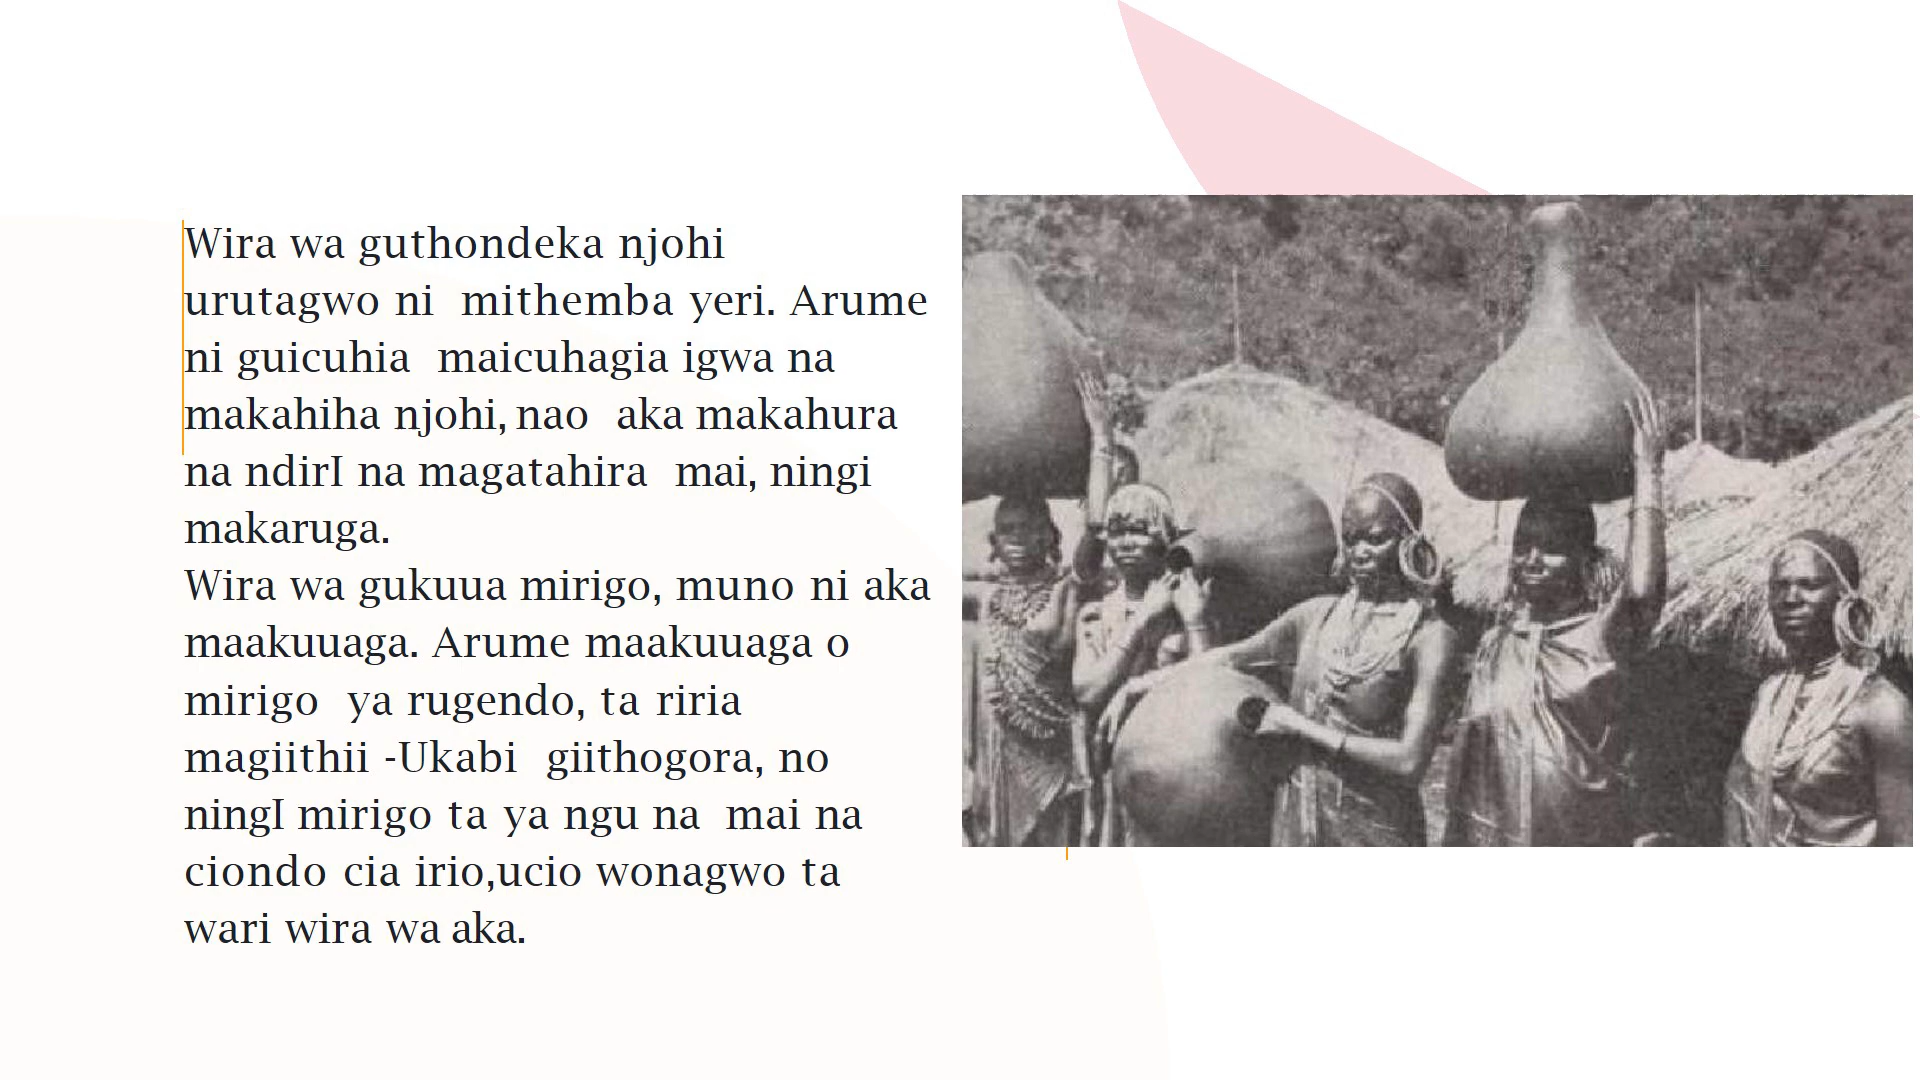 Wira wa guthondeka njohi
urutagwo ni mithemba yeri. Arume
ni guicuhia maicuhagia igwa na
makahiha njohi, nao aka makahura
na ndirI na magatahira mai, ningi
makaruga.
Wira wa gukuua mirigo, muno ni aka
maakuuaga. Arume maakuuaga o
mirigo ya rugendo, ta riria
magiithii -Ukabi giithogora, no
ningI mirigo ta ya ngu na mai na
ciondo cia irio,ucio wonagwo ta
wari wira wa aka.